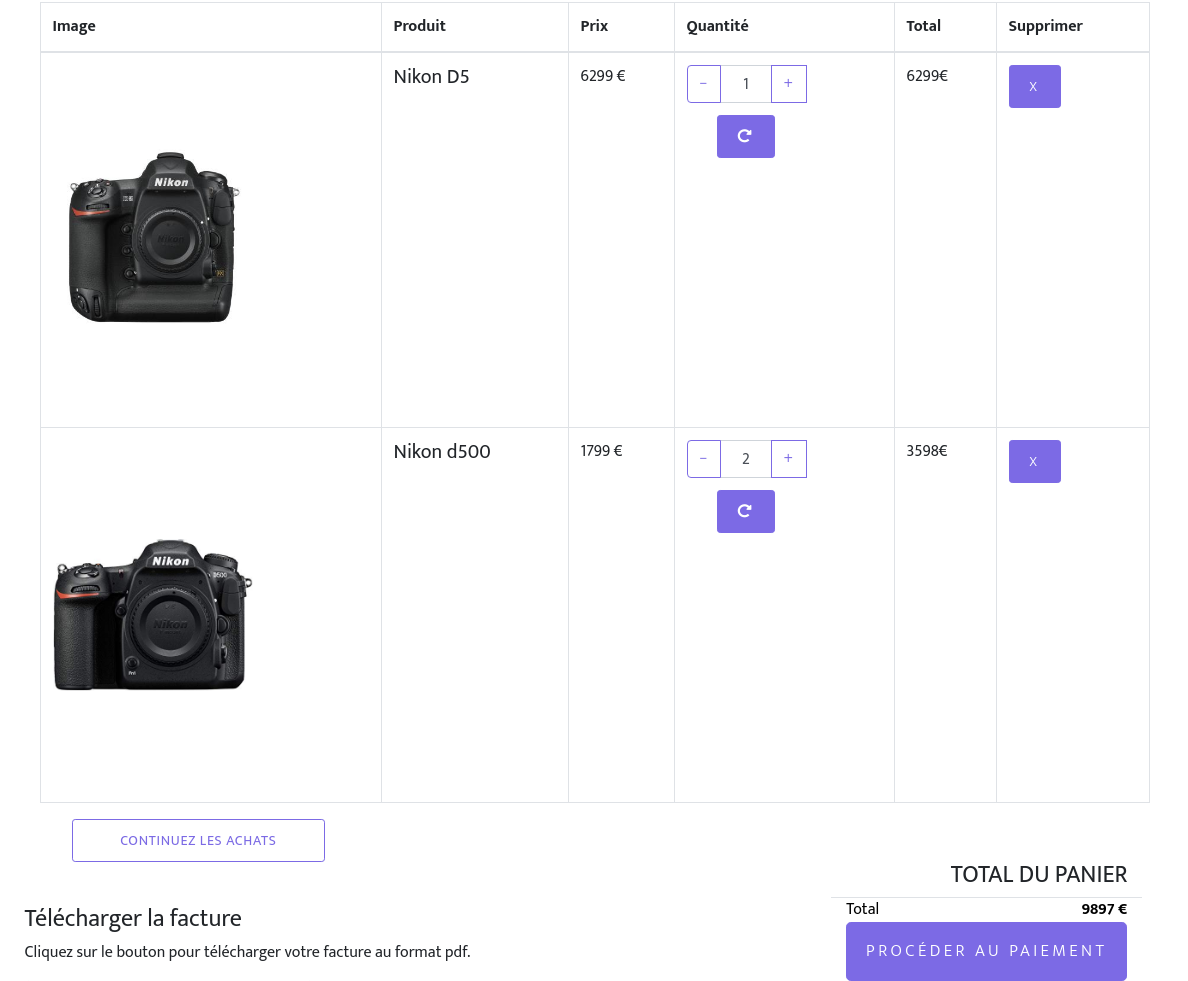 Image Produit Prix Quantité Total Supprimer
Nikon D5 6299 € - 1 + 6299€ X
Nikon
Nikon d500 1799 € - 2 + 3598€ X
Nikon
D500
Nikon
CONTINUEZ LES ACHATS
TOTAL DU PANIER
Total 9897 €
Télécharger la facture
PROCÉDER AU PAIEMENT
Cliquez sur le bouton pour télécharger votre facture au format pdf.